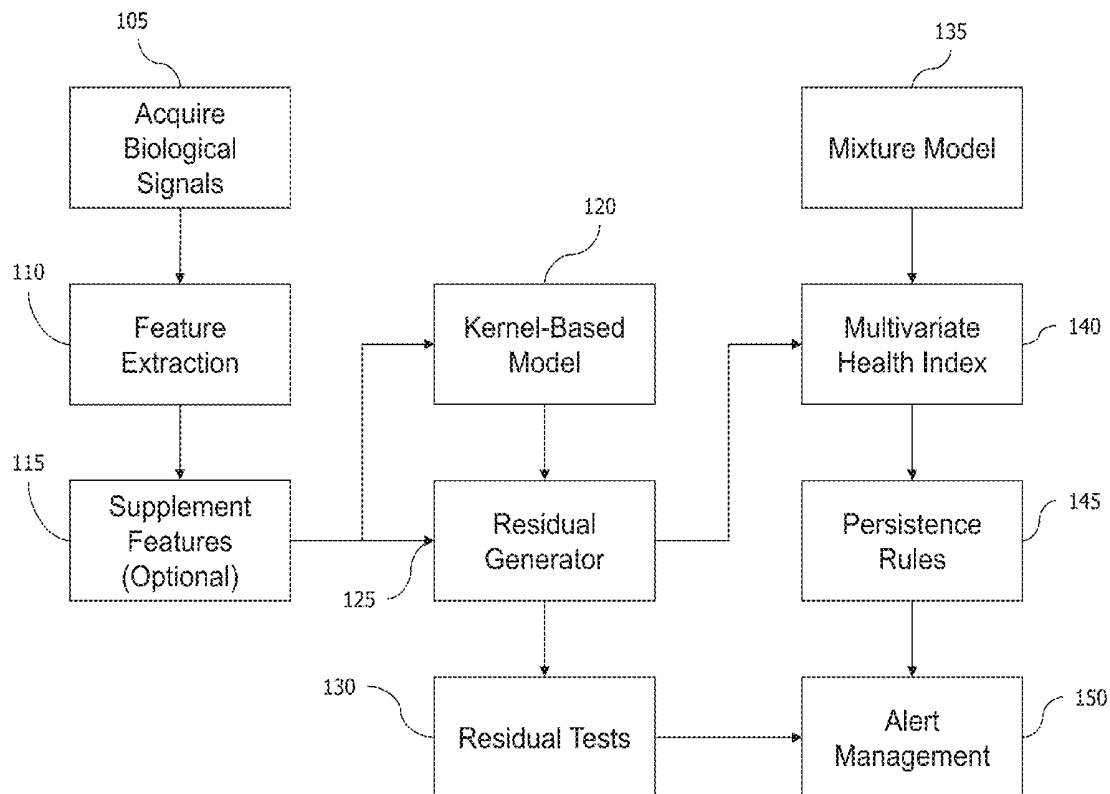 105
Acquire
Biological
Signals
110
Feature
Extraction
115
Supplement
Features
(Optional)
120
Kernel-Based
Model
125
Residual
Generator
130
Residual Tests
135
Mixture Model
140
Multivariate
Health Index
145
Persistence
Rules
150
Alert
Management